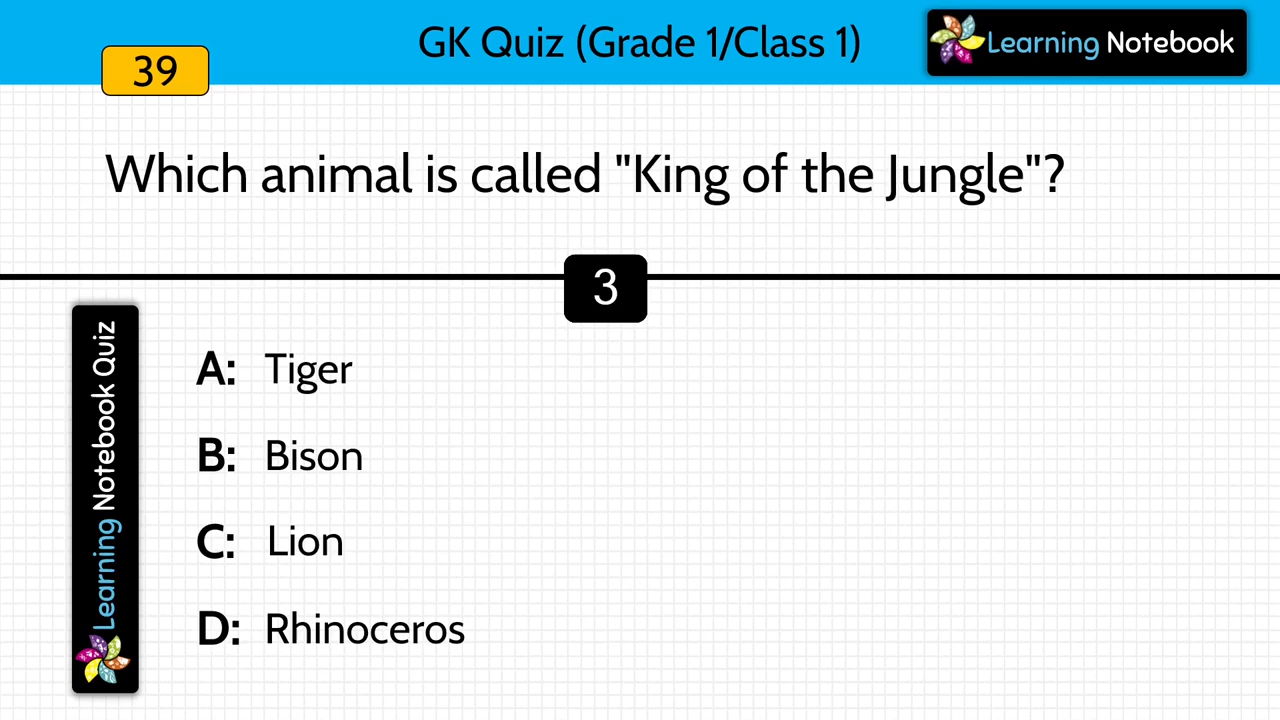 GK Quiz (Grade 1/Class 1)
Learning Notebook
39
Which animal is called "King of the Jungle"?
3
Learning Notebook Quiz
A: Tiger
B: Bison
C: Lion
D: Rhinoceros